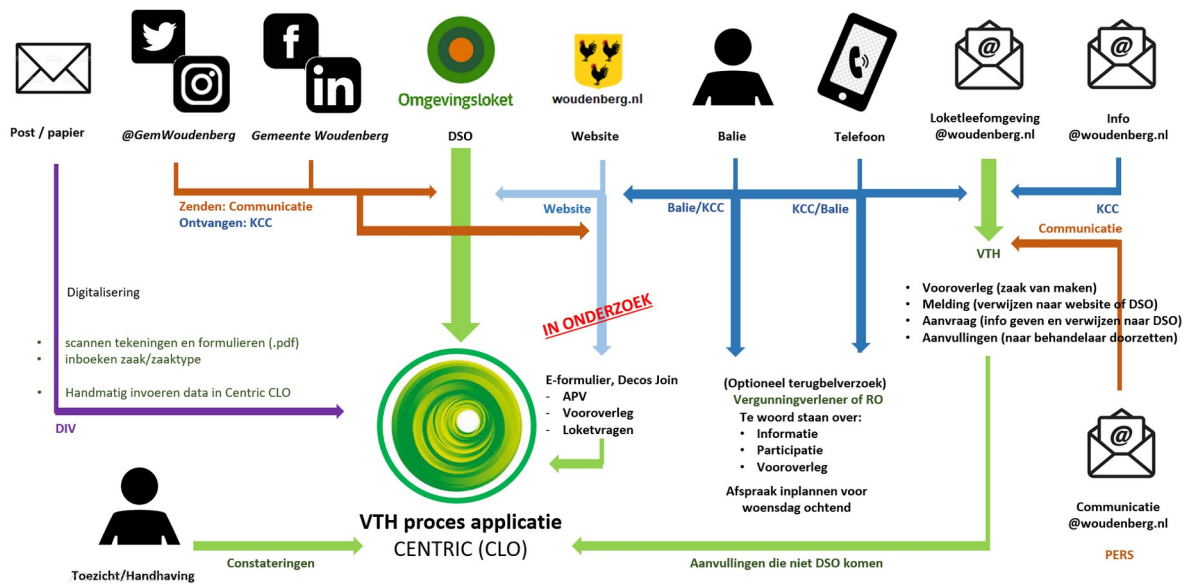 Omgevingsloket
woudenberg.nl
Post / papier
@GemWoudenberg
Gemeente Woudenberg
DSO
Website
Balie
Telefoon
Loketleefomgeving
@woudenberg.nl
Info
@woudenberg.nl
Zenden: Communicatie
Ontvangen: KCC
Website
Balie/KCC
KCC/Balie
KCC
Communicatie
VTH
Digitalisering
• scannen tekeningen en formulieren (.pdf)
• inboeken zaak/zaaktype
• Handmatig invoeren data in Centric CLO
DIV
IN ONDERZOEK
E-formulier, Decos Join
- APV
- Vooroverleg
- Loketvragen
(Optioneel terugbelverzoek)
Vergunningverlener of RO
Te woord staan over:
• Informatie
• Participatie
• Vooroverleg
Afspraak inplannen voor
woensdag ochtend
• Vooroverleg (zaak van maken)
• Melding (verwijzen naar website of DSO)
• Aanvraag (info geven en verwijzen naar DSO)
• Aanvullingen (naar behandelaar doorzetten)
Communicatie
@woudenberg.nl
PERS
VTH proces applicatie
CENTRIC (CLO)
Toezicht/Handhaving
Constateringen
Aanvullingen die niet DSO komen